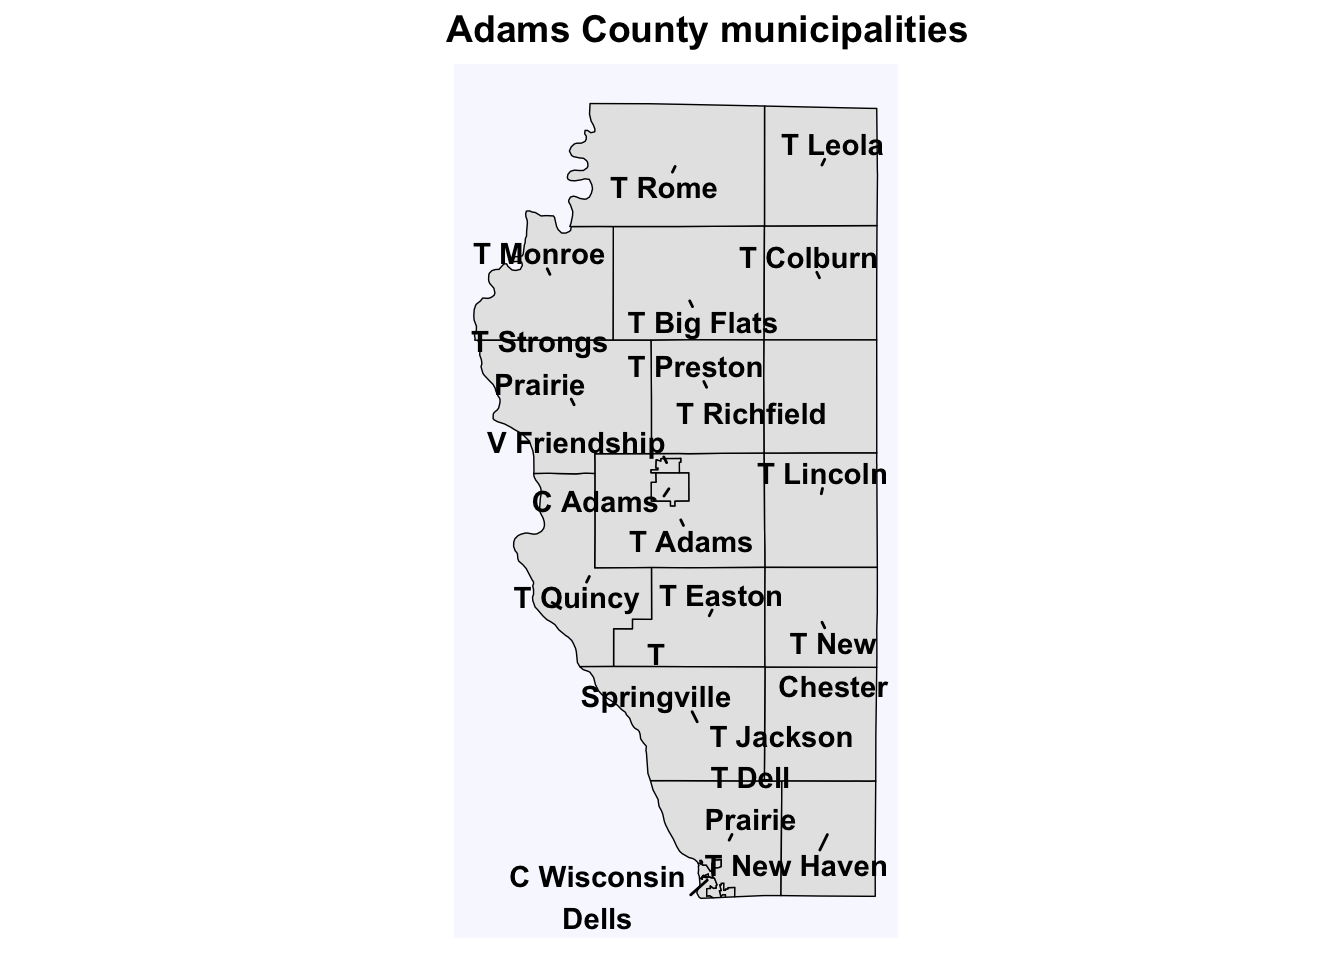 Adams County municipalities
T Leola
T Rome
T Monroe
T Colburn
T Big Flats
T Strongs
Prairie
T Preston
T Richfield
V Friendship
T Lincoln
C Adams
T Adams
T Quincy
T Easton
T New
Chester
T
Springville
T Jackson
T Dell
Prairie
T New Haven
C Wisconsin
Dells